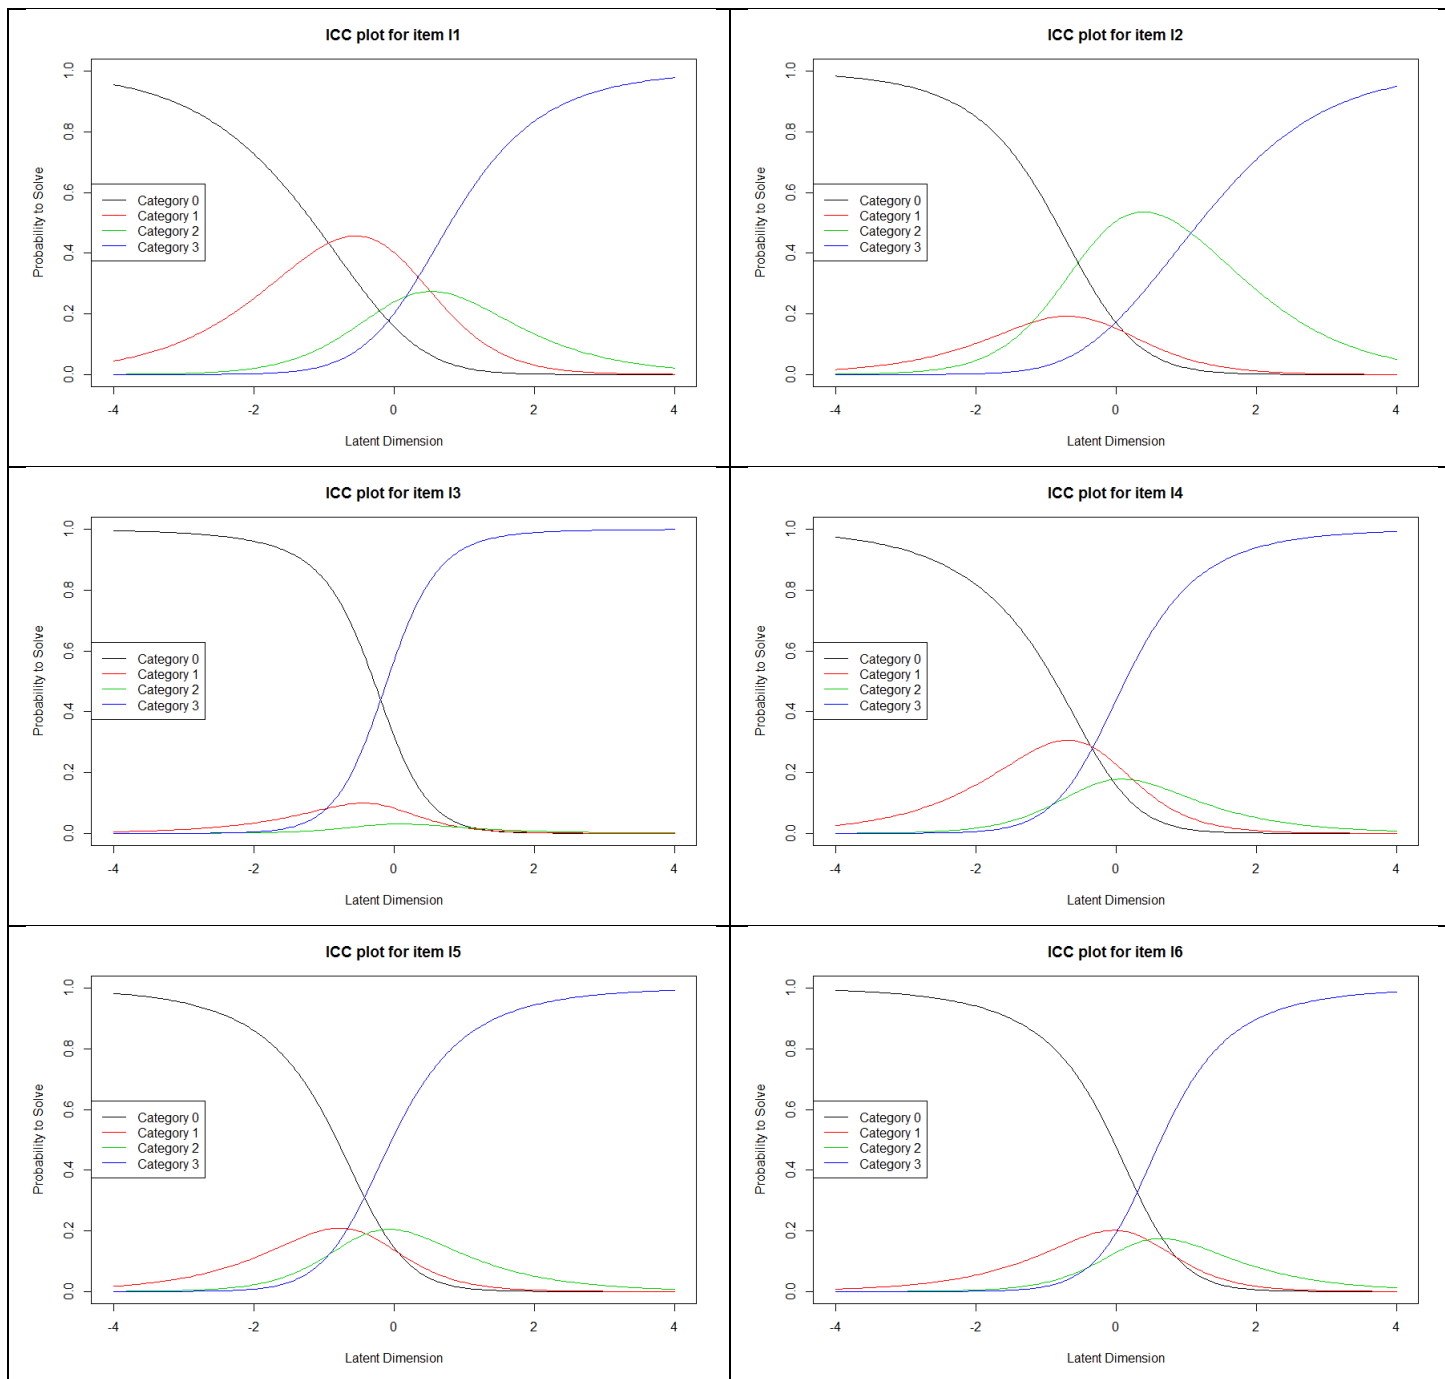 ICC plot for item I1
Probability to Solve
1.0
0.8
0.6
0.4
0.2
0.0
Category 0
Category 1
Category 2
Category 3
-4 -2 0 2 4
Latent Dimension
ICC plot for item I2
Probability to Solve
1.0
0.8
0.6
0.4
0.2
0.0
Category 0
Category 1
Category 2
Category 3
-4 -2 0 2 4
Latent Dimension
ICC plot for item I3
Probability to Solve
1.0
0.8
0.6
0.4
0.2
0.0
Category 0
Category 1
Category 2
Category 3
-4 -2 0 2 4
Latent Dimension
ICC plot for item I4
Probability to Solve
1.0
0.8
0.6
0.4
0.2
0.0
Category 0
Category 1
Category 2
Category 3
-4 -2 0 2 4
Latent Dimension
ICC plot for item I5
Probability to Solve
1.0
0.8
0.6
0.4
0.2
0.0
Category 0
Category 1
Category 2
Category 3
-4 -2 0 2 4
Latent Dimension
ICC plot for item I6
Probability to Solve
1.0
0.8
0.6
0.4
0.2
0.0
Category 0
Category 1
Category 2
Category 3
-4 -2 0 2 4
Latent Dimension